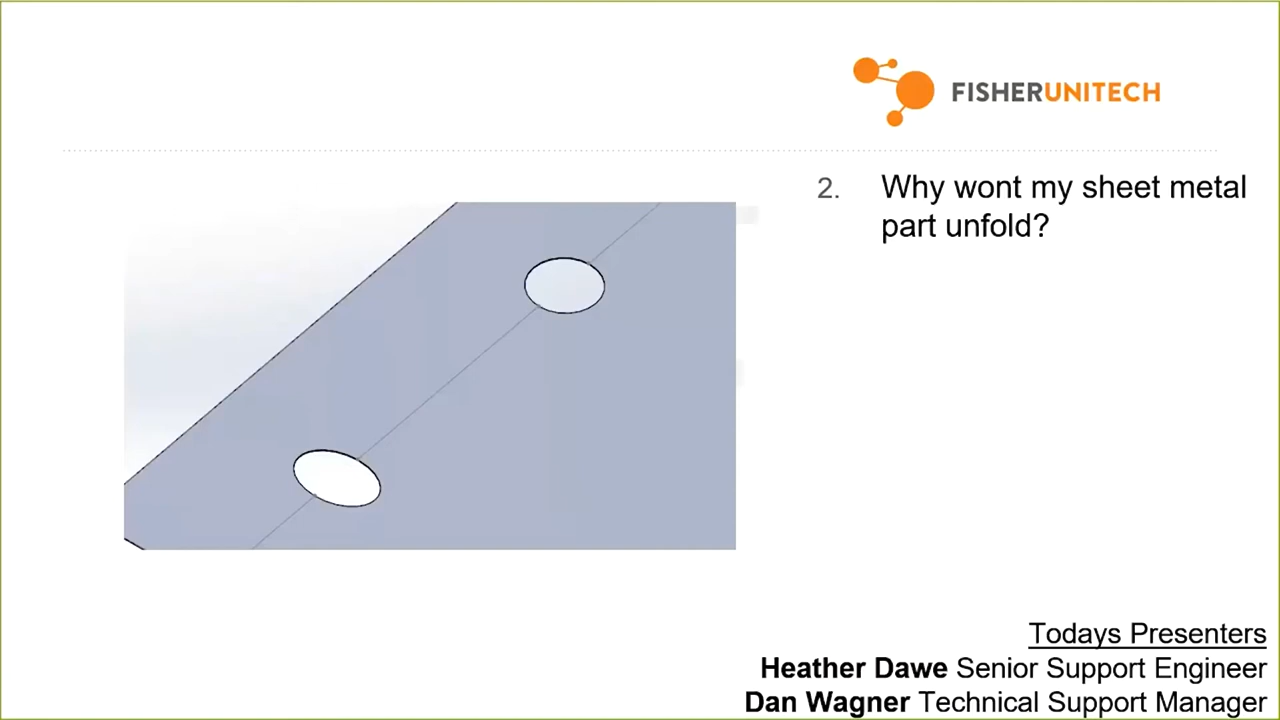 FISHERUNITECH
2. Why wont my sheet metal
part unfold?
Todays Presenters
Heather Dawe Senior Support Engineer
Dan Wagner Technical Support Manager